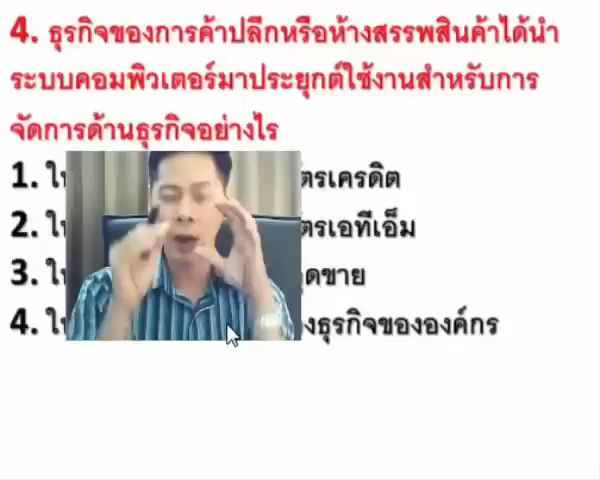 4. ธุรกิจของการค้าปลีกหรือห้างสรรพสินค้าได้นำ
ระบบคอมพิวเตอร์มาประยุกต์ใช้งานสำหรับการ
จัดการด้านธุรกิจอย่างไร
1. ตรเครดิต
2. ตรเอทีเอ็ม
3. ดขาย
4. งธุรกิจขององค์กร